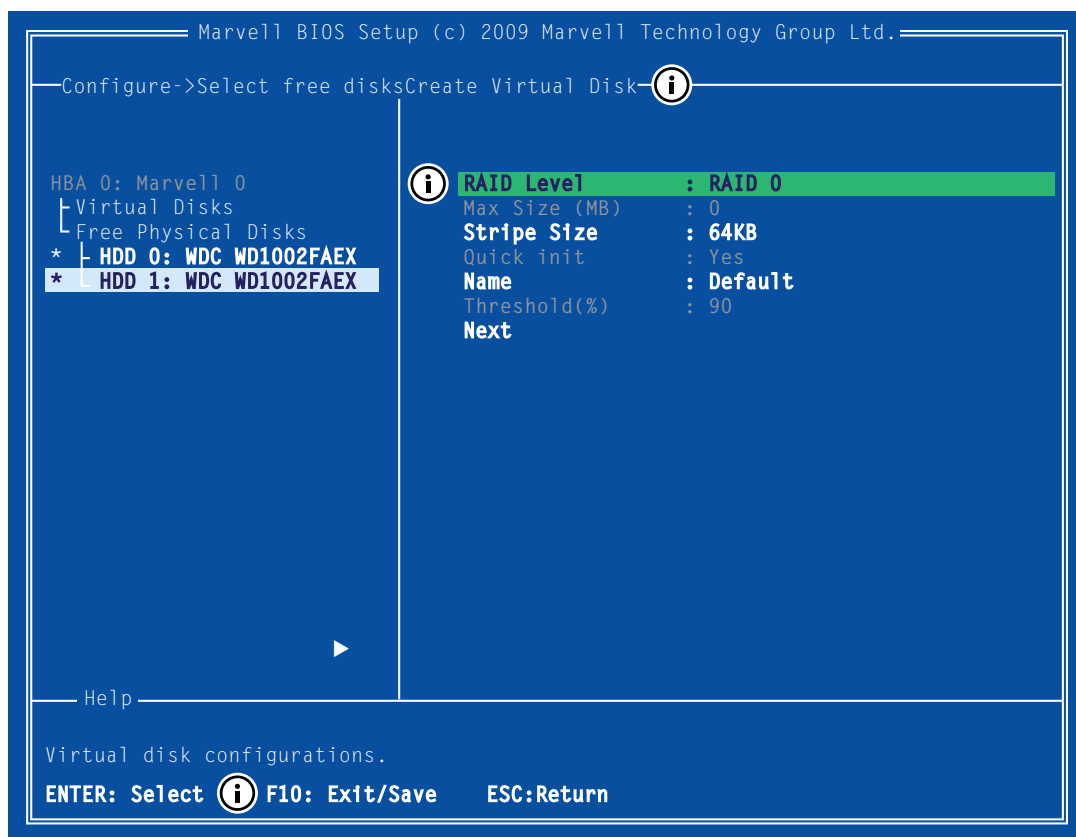 Marvell BIOS Setup (c) 2009 Marvell Technology Group Ltd.
Configure->Select free disksCreate Virtual Disk
HBA 0: Marvell 0
Virtual Disks
Free Physical Disks
* HDD 0: WDC WD1002FAEX
* HDD 1: WDC WD1002FAEX
RAID Level : RAID 0
Max Size (MB) : 0
Stripe Size : 64KB
Quick init : Yes
Name : Default
Threshold(%) : 90
Next
Help
Virtual disk configurations.
ENTER: Select F10: Exit/Save ESC:Return